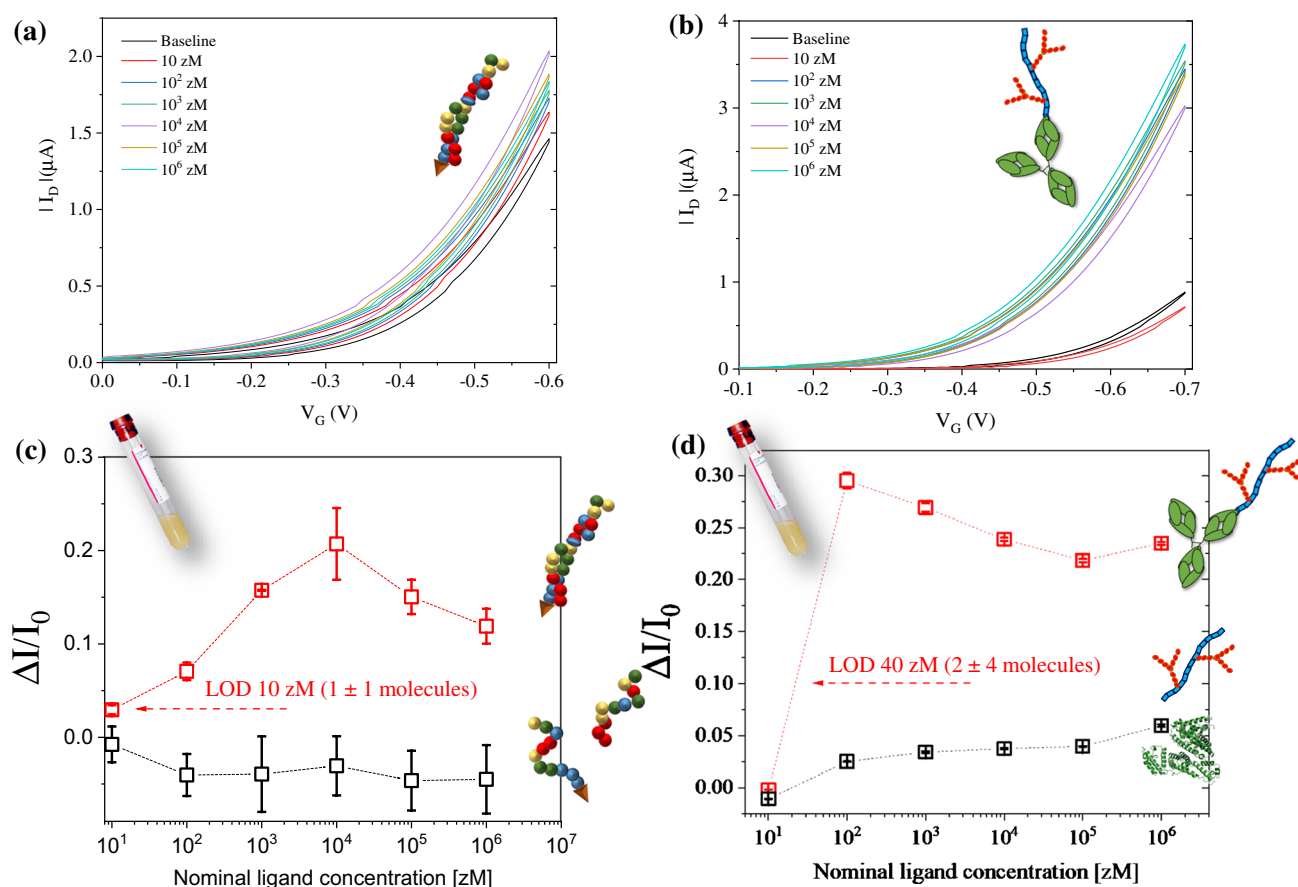 (a)
Baseline
10 zM
10² zM
10³ zM
10⁴ zM
10⁵ zM
10⁶ zM
2.0
1.5
1.0
0.5
0.0
| I_D |(μA)
0.0 -0.1 -0.2 -0.3 -0.4 -0.5 -0.6
V_G (V)
(b)
Baseline
10 zM
10² zM
10³ zM
10⁴ zM
10⁵ zM
10⁶ zM
4
3
2
1
0
| I_D |(μA)
-0.1 -0.2 -0.3 -0.4 -0.5 -0.6 -0.7
V_G (V)
(c)
0.3
0.2
0.1
0.0
ΔI/I₀
LOD 10 zM (1 ± 1 molecules)
10¹ 10² 10³ 10⁴ 10⁵ 10⁶ 10⁷
Nominal ligand concentration [zM]
(d)
0.30
0.25
0.20
0.15
0.10
0.05
0.00
ΔI/I₀
LOD 40 zM (2 ± 4 molecules)
10¹ 10² 10³ 10⁴ 10⁵ 10⁶
Nominal ligand concentration [zM]